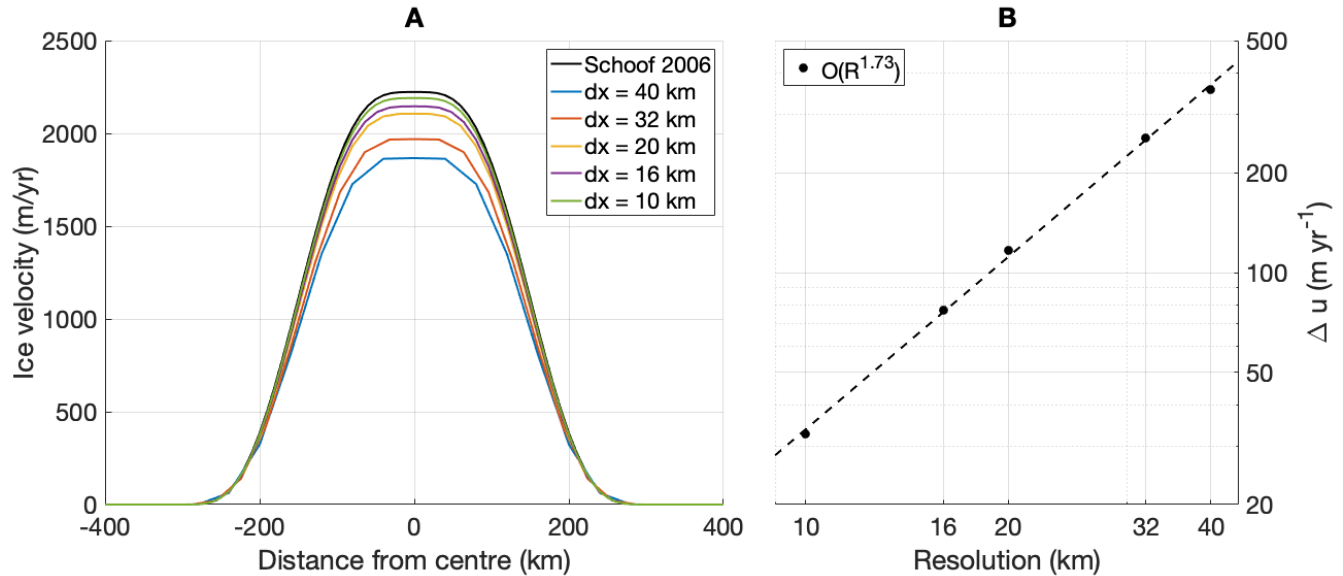 A
2500
2000
1500
1000
500
0
Ice velocity (m/yr)
-400
-200
0
200
400
Distance from centre (km)
Schoof 2006
dx = 40 km
dx = 32 km
dx = 20 km
dx = 16 km
dx = 10 km
B
O(R^1.73)
500
200
100
50
20
Δ u (m yr^-1)
10
16
20
32
40
Resolution (km)